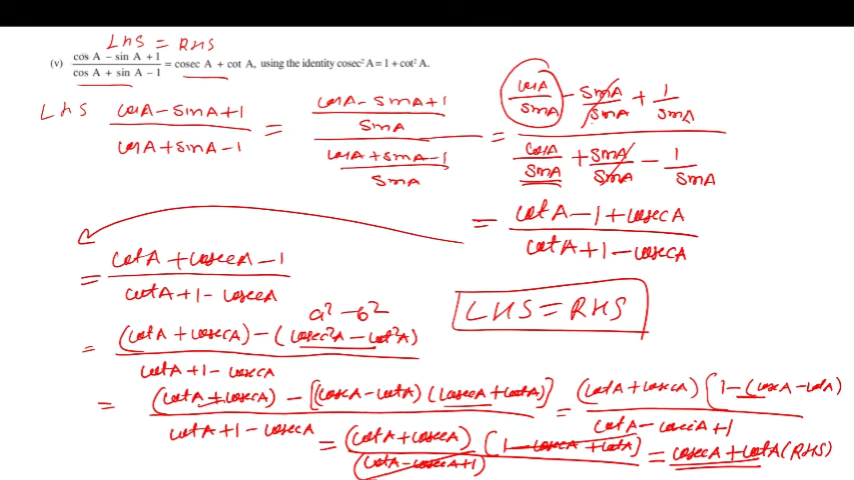 LHS = RHS
(v) cos A – sin A + 1 / cos A + sin A – 1 = cosec A + cot A, using the identity cosec² A = 1 + cot² A.
LHS cosA - sinA + 1 / cosA + sinA - 1 = (cosA - sinA + 1 / sinA) / (cosA + sinA - 1 / sinA) = (cosA / sinA - sinA / sinA + 1 / sinA) / (cosA / sinA + sinA / sinA - 1 / sinA)
= cotA - 1 + cosecA / cotA + 1 - cosecA
= cotA + cosecA - 1 / cotA + 1 - cosecA
a² - b²
LHS = RHS
= (cotA + cosecA) - (cosec²A - cot²A) / cotA + 1 - cosecA
= (cotA + cosecA) - [(cosecA - cotA) (cosecA + cotA)] / cotA + 1 - cosecA = (cotA + cosecA) (1 - (cosecA - cotA) / cotA - cosecA + 1
= (cotA + cosecA) (1 - cosecA + cotA) / (cotA - cosecA + 1) = cosecA + cotA (RHS)